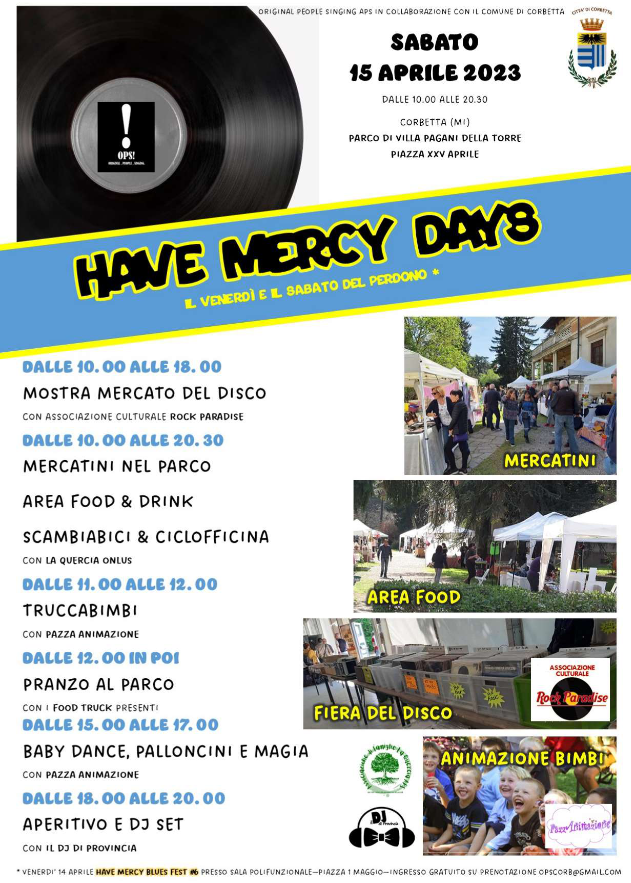 ORIGINAL PEOPLE SINGING APS IN COLLABORAZIONE CON IL COMUNE DI CORBETTA
CITTA' DI CORBETTA
SABATO
15 APRILE 2023
DALLE 10.00 ALLE 20.30
CORBETTA (MI)
PARCO DI VILLA PAGANI DELLA TORRE
PIAZZA XXV APRILE
!
OPS!
ORIGINAL PEOPLE SINGING
HAVE MERCY DAYS
IL VENERDÌ E IL SABATO DEL PERDONO *
DALLE 10.00 ALLE 18.00
MOSTRA MERCATO DEL DISCO
CON ASSOCIAZIONE CULTURALE ROCK PARADISE
DALLE 10.00 ALLE 20.30
MERCATINI NEL PARCO
AREA FOOD & DRINK
SCAMBIABICI & CICLOFFICINA
CON LA QUERCIA ONLUS
DALLE 11.00 ALLE 12.00
TRUCCABIMBI
CON PAZZA ANIMAZIONE
DALLE 12.00 IN POI
PRANZO AL PARCO
CON I FOOD TRUCK PRESENTI
DALLE 15.00 ALLE 17.00
BABY DANCE, PALLONCINI E MAGIA
CON PAZZA ANIMAZIONE
DALLE 18.00 ALLE 20.00
APERITIVO E DJ SET
CON IL DJ DI PROVINCIA
MERCATINI
AREA FOOD
FIERA DEL DISCO
ASSOCIAZIONE
CULTURALE
Rock Paradise
ANIMAZIONE BIMBI
PazzAnimazione
DJ
di Provincia
* VENERDI' 14 APRILE HAVE MERCY BLUES FEST #6 PRESSO SALA POLIFUNZIONALE—PIAZZA 1 MAGGIO—INGRESSO GRATUITO SU PRENOTAZIONE OPSCORB@GMAIL.COM